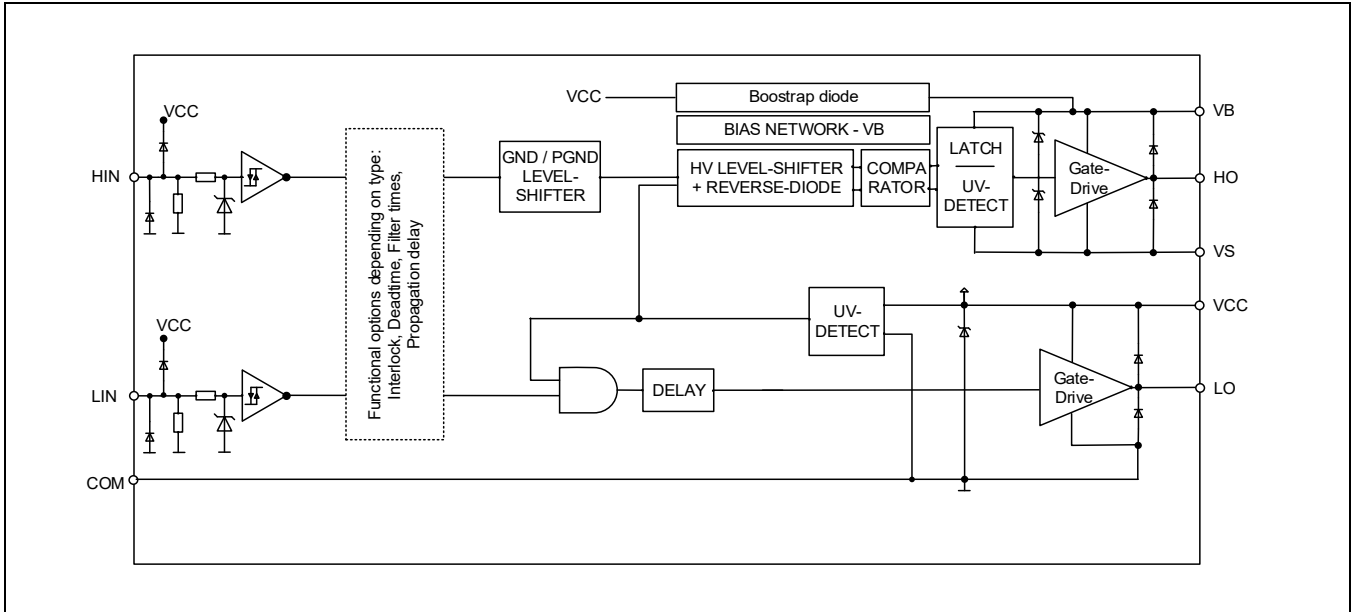 VCC
Boostrap diode
VB
VCC
BIAS NETWORK - VB
LATCH
UV-
DETECT
Gate-
Drive
HIN
GND / PGND
LEVEL-
SHIFTER
HV LEVEL-SHIFTER
+ REVERSE-DIODE
COMPA
RATOR
HO
VS
Functional options depending on type:
Interlock, Deadtime, Filter times,
Propagation delay
VCC
UV-
DETECT
VCC
LIN
DELAY
Gate-
Drive
LO
COM